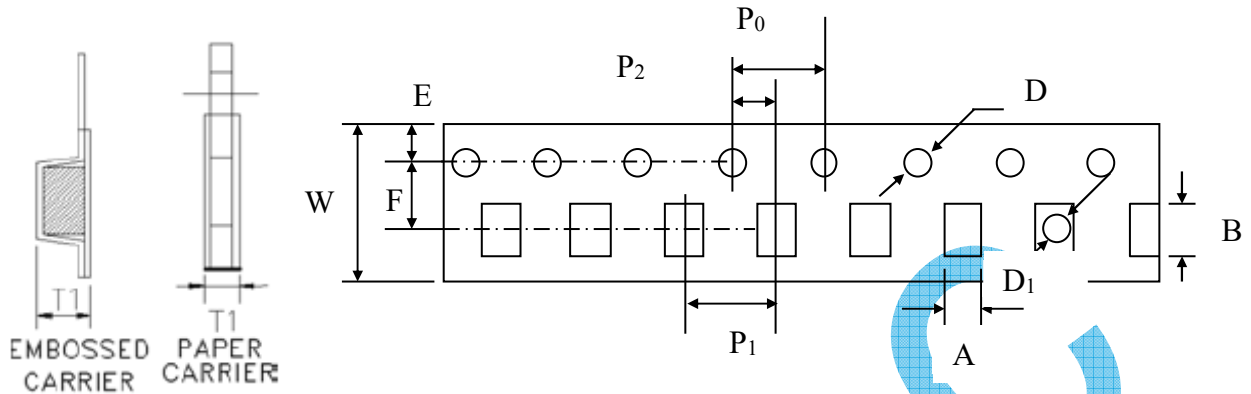 P₀
P₂
E
D
W
F
B
D₁
P₁
A
T1
T1
EMBOSSED
CARRIER
PAPER
CARRIER